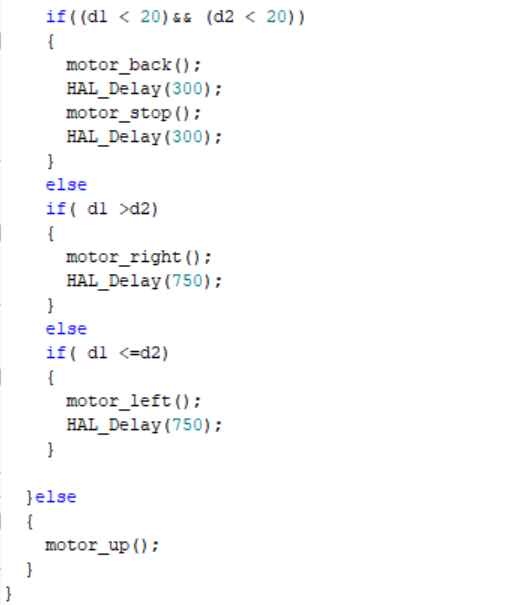 if((d1 < 20)&& (d2 < 20))
{
motor_back();
HAL_Delay(300);
motor_stop();
HAL_Delay(300);
}
else
if( d1 >d2)
{
motor_right();
HAL_Delay(750);
}
else
if( d1 <=d2)
{
motor_left();
HAL_Delay(750);
}
}else
{
motor_up();
}
}